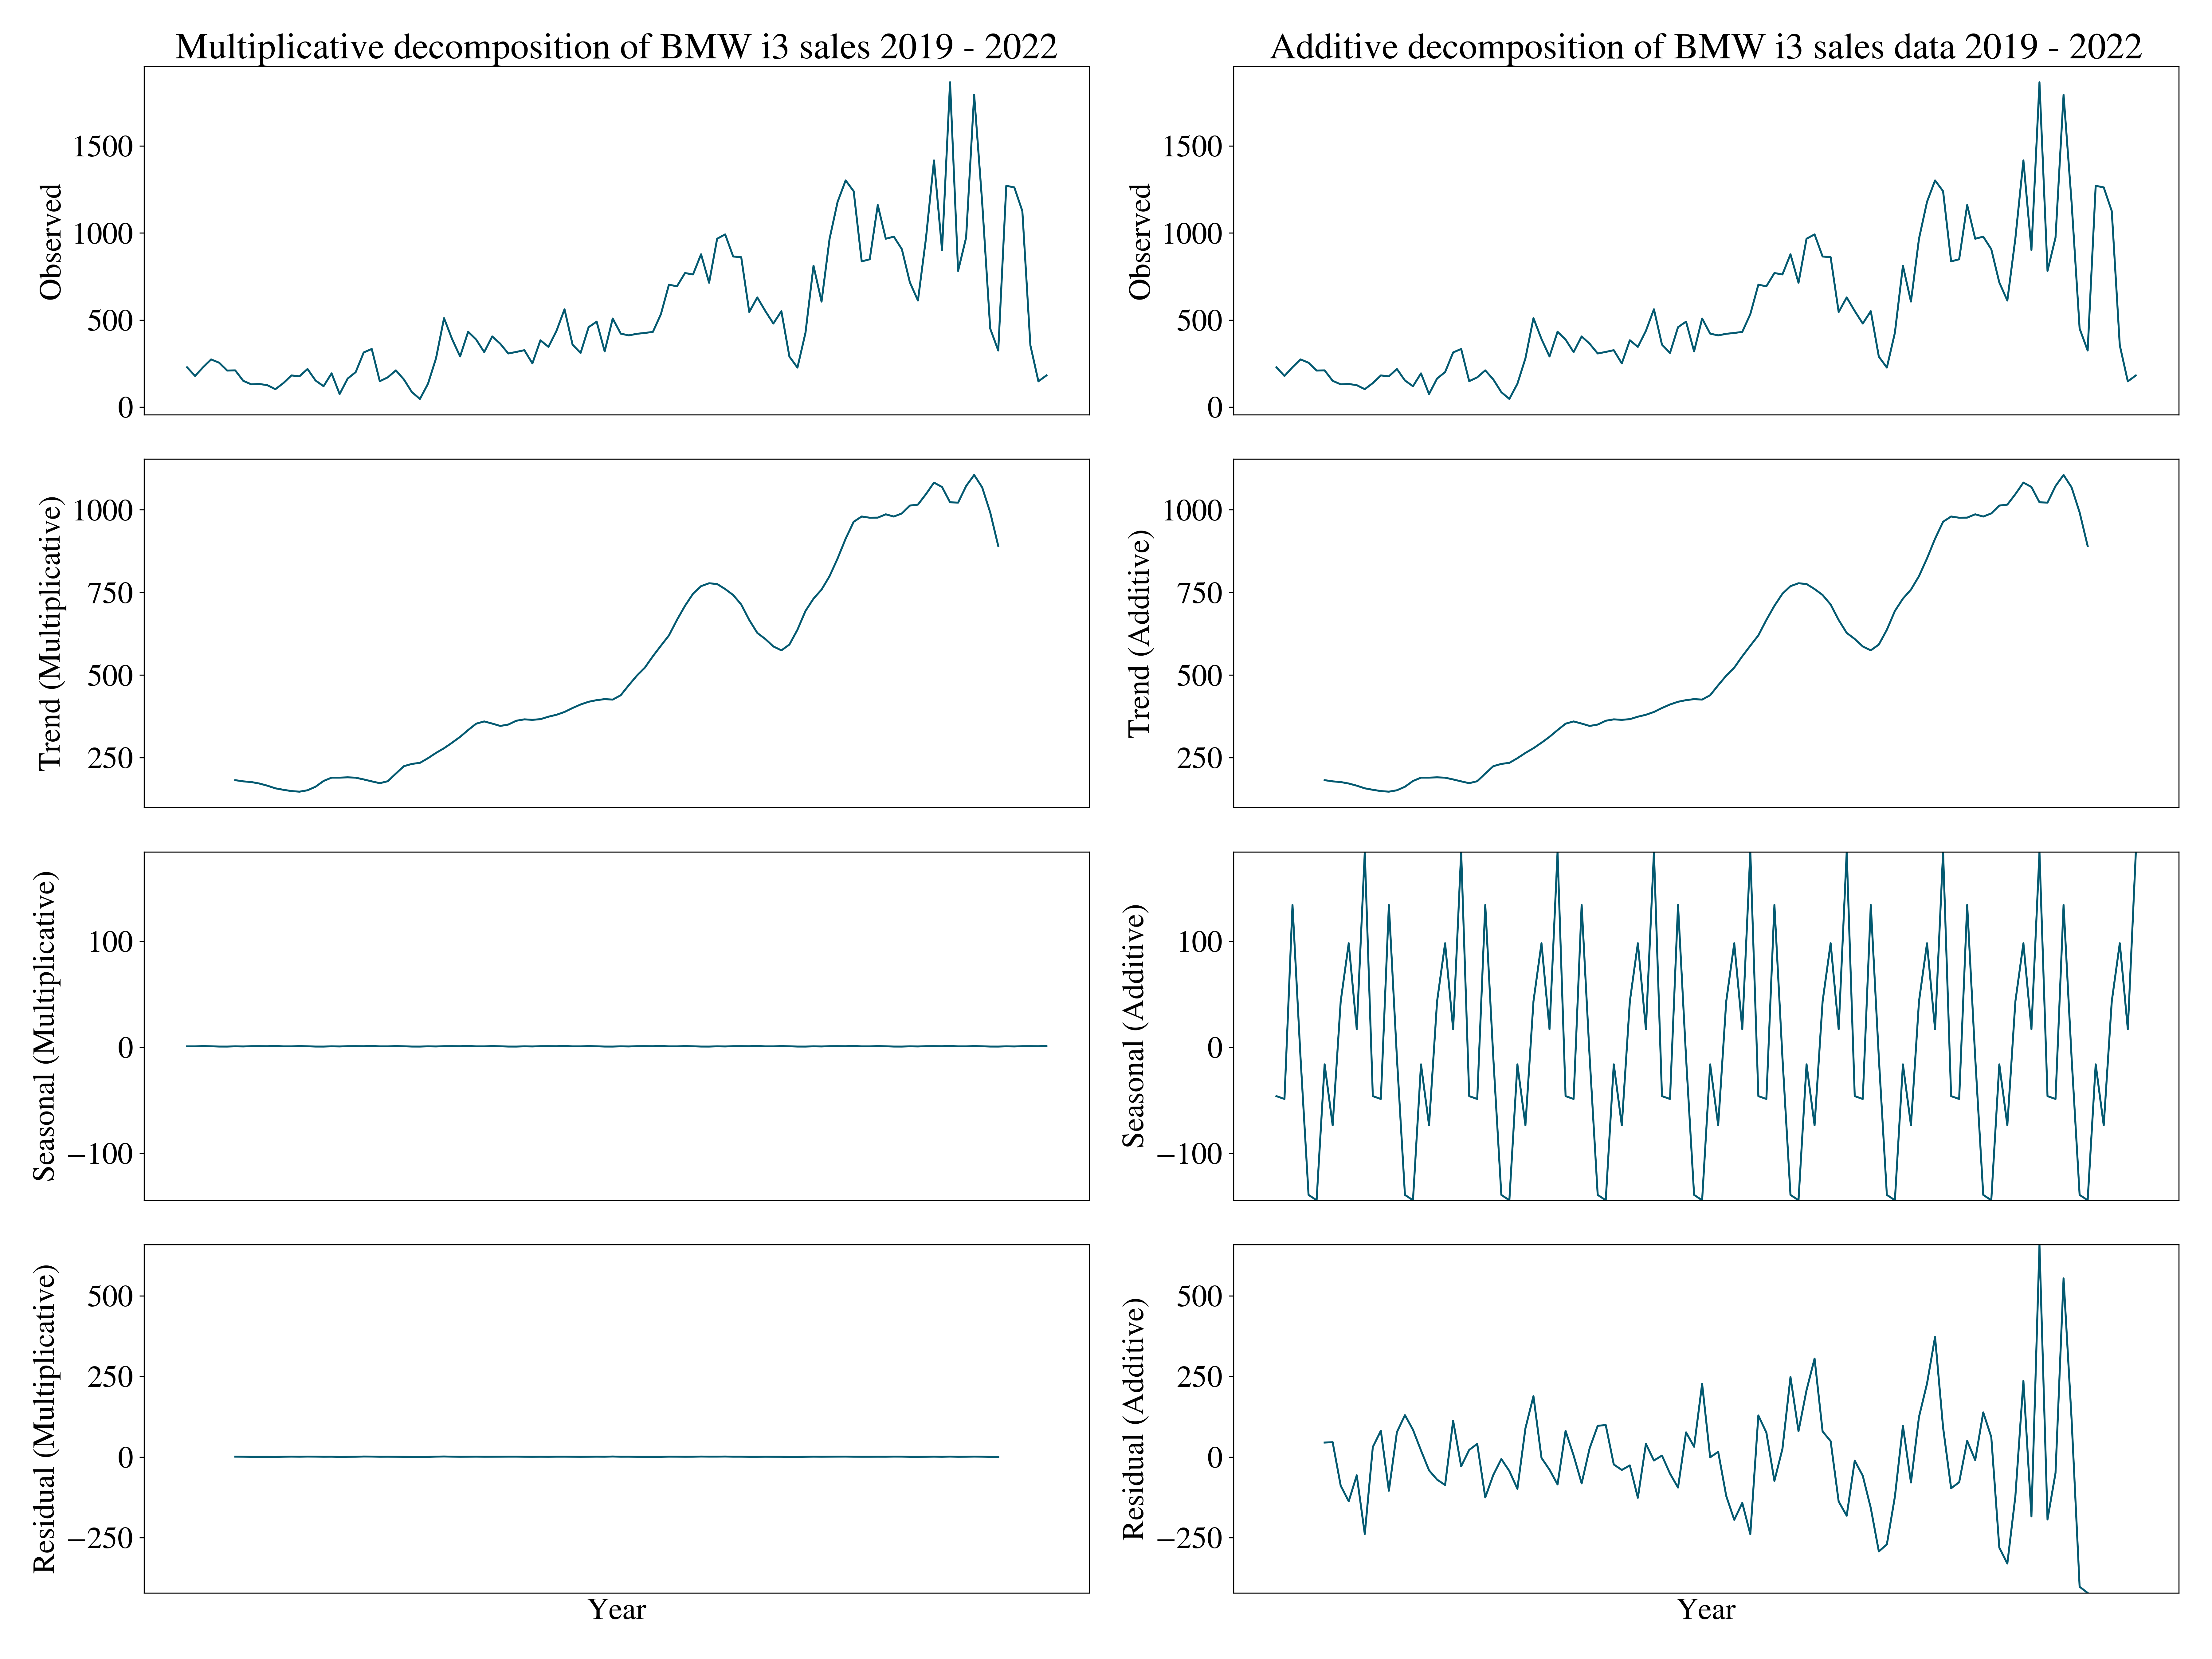 Multiplicative decomposition of BMW i3 sales 2019 - 2022
Observed
1500
1000
500
0
Trend (Multiplicative)
1000
750
500
250
Seasonal (Multiplicative)
100
0
−100
Residual (Multiplicative)
500
250
0
−250
Year
Additive decomposition of BMW i3 sales data 2019 - 2022
Observed
1500
1000
500
0
Trend (Additive)
1000
750
500
250
Seasonal (Additive)
100
0
−100
Residual (Additive)
500
250
0
−250
Year